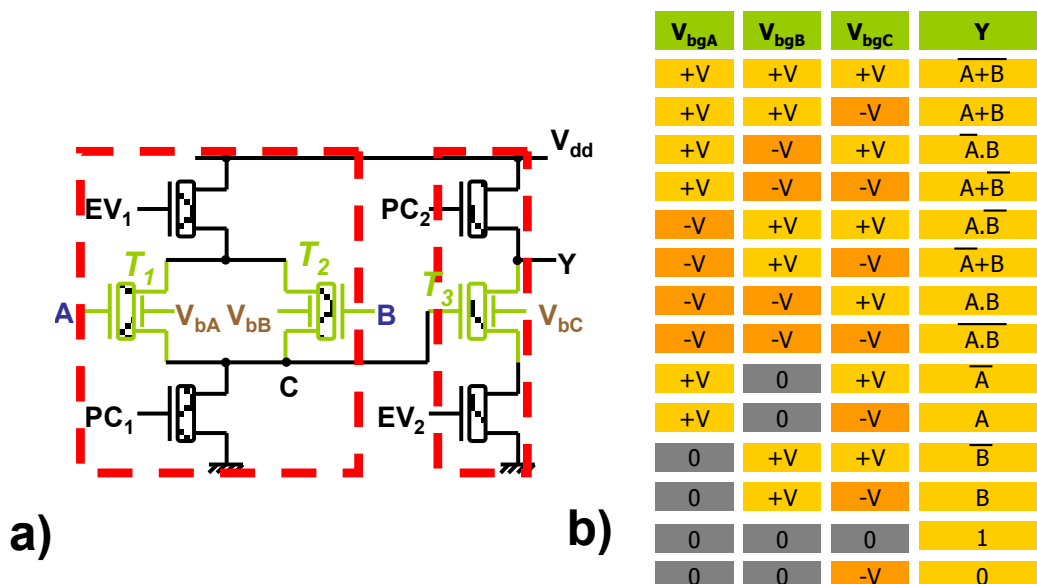 V_dd
EV₁
PC₂
T₁
T₂
Y
T₃
A
V_bA
V_bB
B
V_bC
C
PC₁
EV₂
a)
b)
V_bgA V_bgB V_bgC Y
+V +V +V A̅+̅B̅
+V +V -V A+B
+V -V +V A̅.B
+V -V -V A+B̅
-V +V +V A.B̅
-V +V -V A̅+B
-V -V +V A.B
-V -V -V A̅.̅B̅
+V 0 +V A̅
+V 0 -V A
0 +V +V B̅
0 +V -V B
0 0 0 1
0 0 -V 0